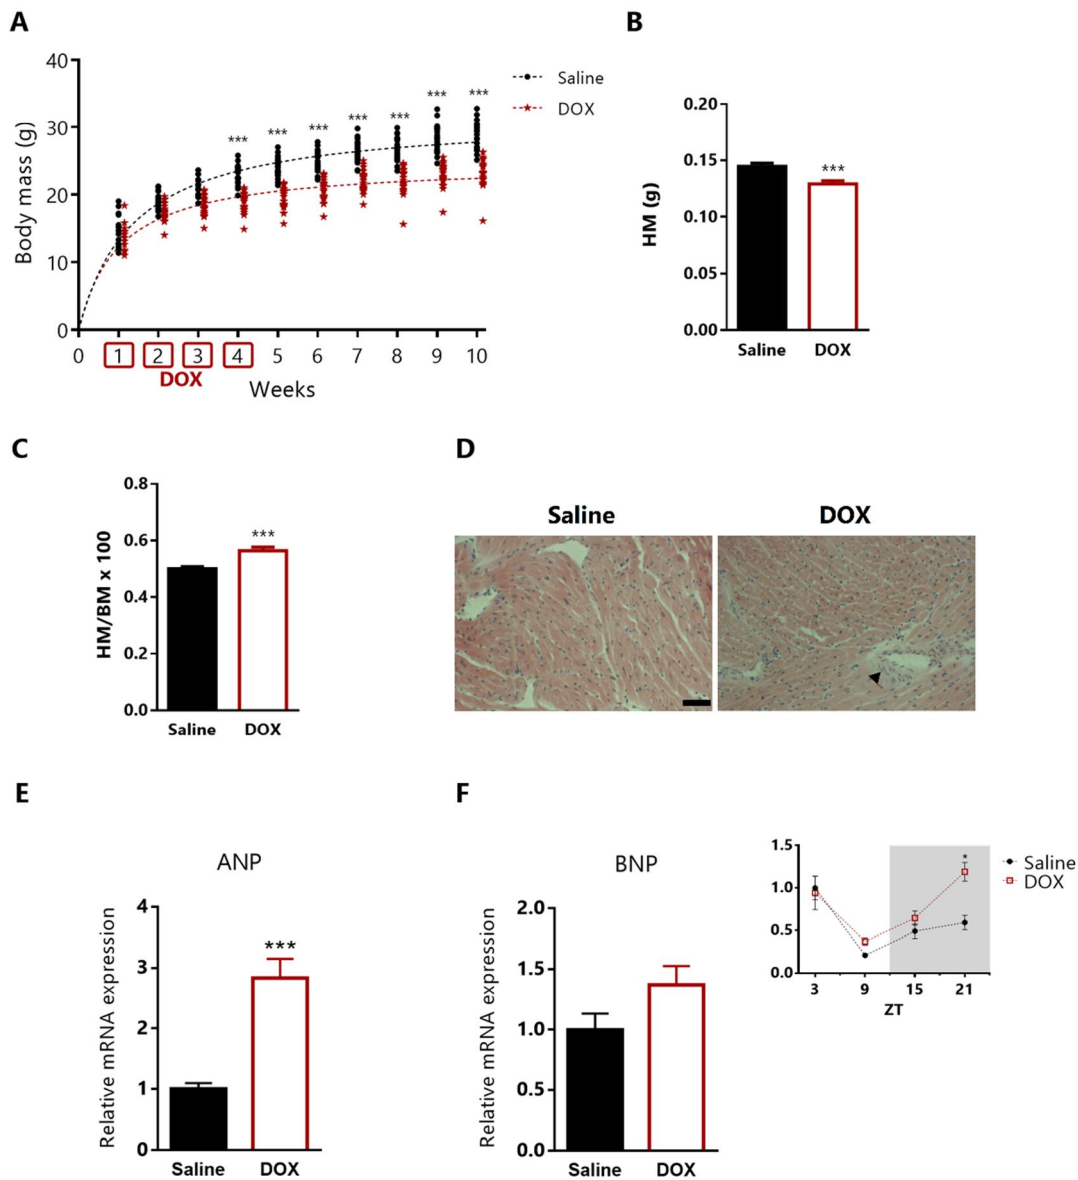 A
40
30
20
10
0
Body mass (g)
*** *** *** *** *** *** ***
Saline
DOX
0 1 2 3 4 5 6 7 8 9 10
DOX
Weeks
B
0.20
0.15
0.10
0.05
0.00
HM (g)
***
Saline DOX
C
0.8
0.6
0.4
0.2
0.0
HM/BM x 100
***
Saline DOX
D
Saline DOX
E
ANP
4
3
2
1
0
Relative mRNA expression
***
Saline DOX
F
BNP
2.0
1.5
1.0
0.5
0.0
Relative mRNA expression
Saline DOX
1.5
1.0
0.5
0.0
*
3 9 15 21
ZT
Saline
DOX